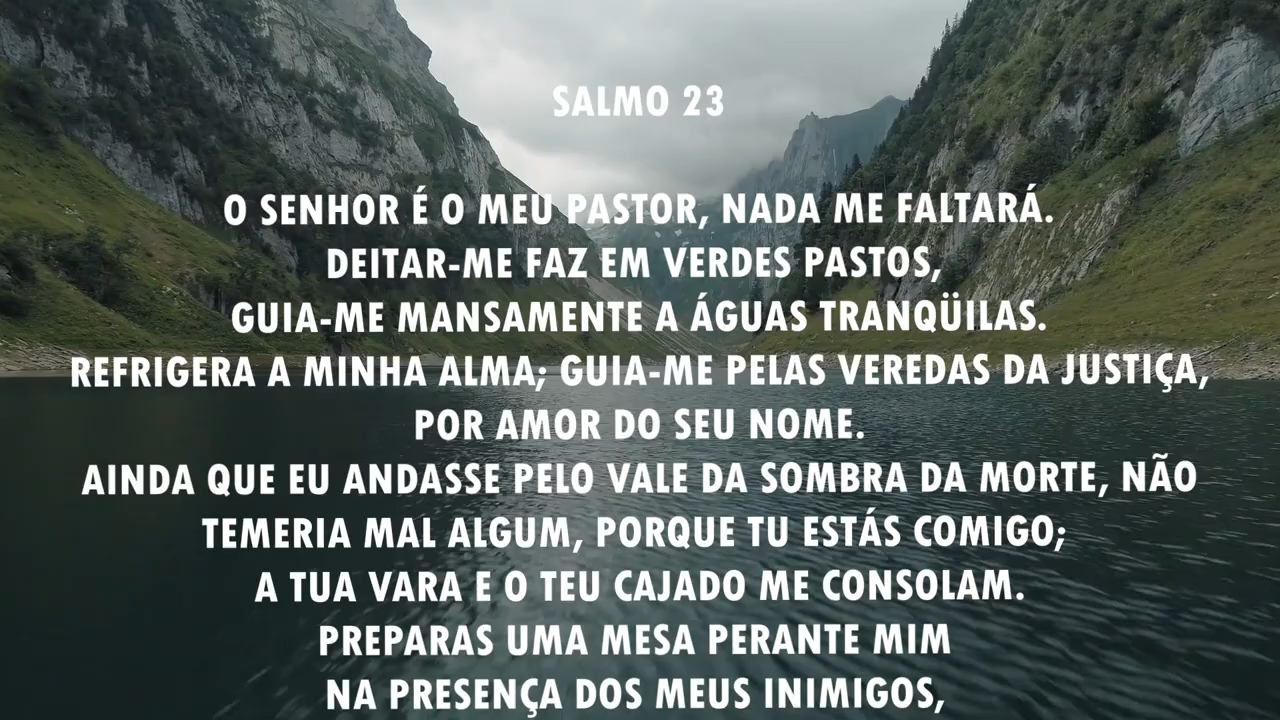 SALMO 23
O SENHOR É O MEU PASTOR, NADA ME FALTARÁ.
DEITAR-ME FAZ EM VERDES PASTOS,
GUIA-ME MANSAMENTE A ÁGUAS TRANQÜILAS.
REFRIGERA A MINHA ALMA; GUIA-ME PELAS VEREDAS DA JUSTIÇA,
POR AMOR DO SEU NOME.
AINDA QUE EU ANDASSE PELO VALE DA SOMBRA DA MORTE, NÃO
TEMERIA MAL ALGUM, PORQUE TU ESTÁS COMIGO;
A TUA VARA E O TEU CAJADO ME CONSOLAM.
PREPARAS UMA MESA PERANTE MIM
NA PRESENÇA DOS MEUS INIMIGOS,